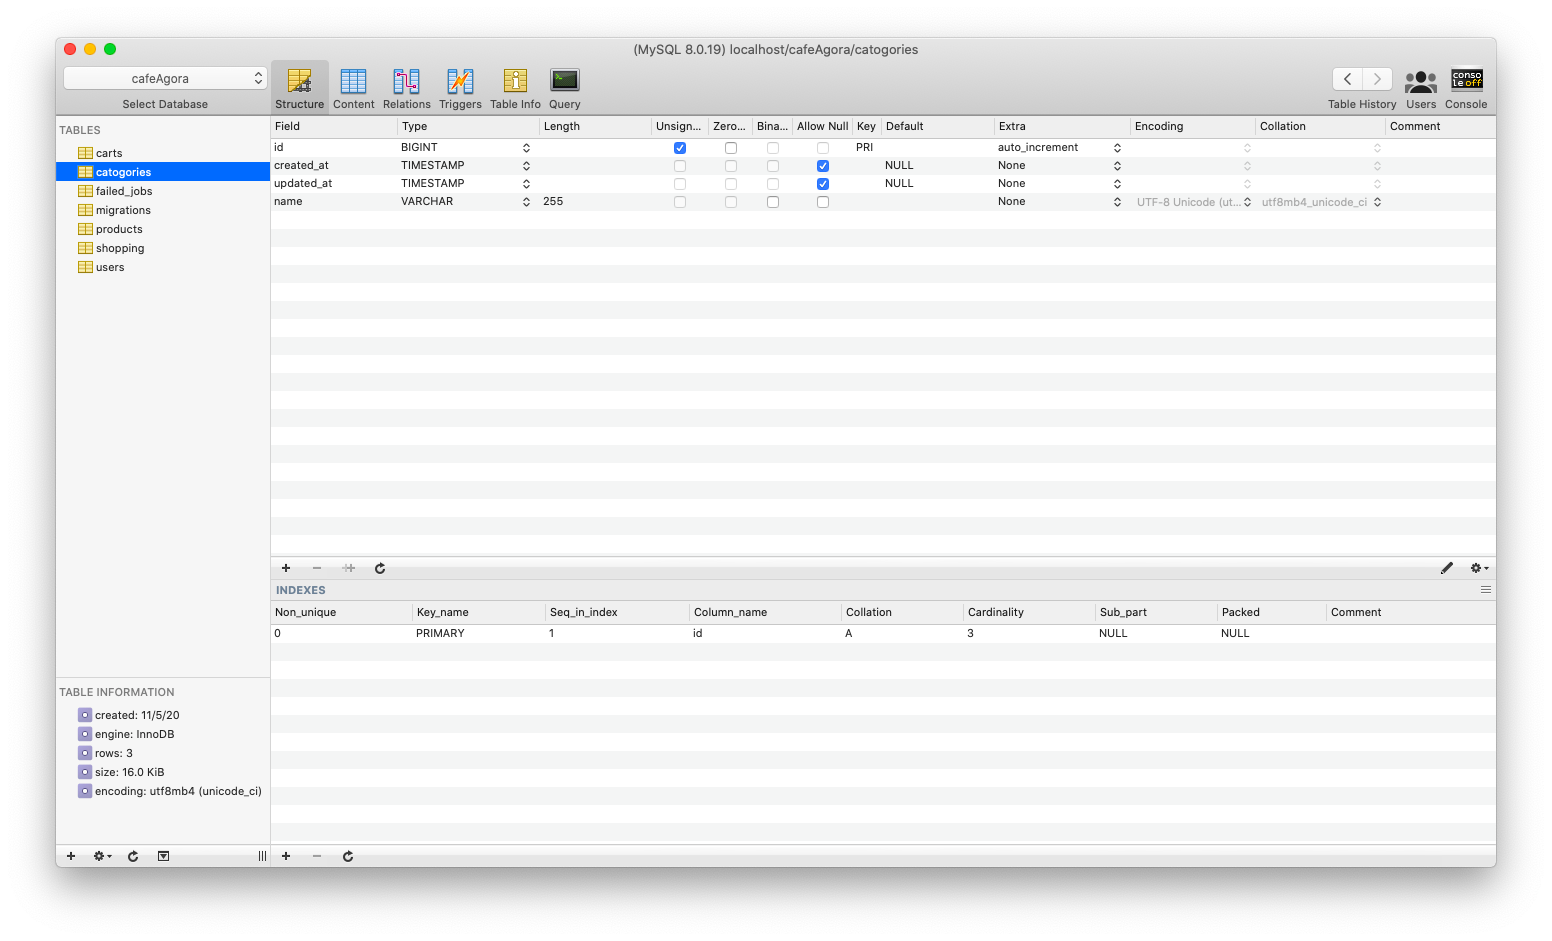 (MySQL 8.0.19) localhost/cafeAgora/catogories
cafeAgora
Select Database
Structure Content Relations Triggers Table Info Query
conso
leoff
Table History Users Console
TABLES
carts
catogories
failed_jobs
migrations
products
shopping
users
Field Type Length Unsign... Zero... Bina... Allow Null Key Default Extra Encoding Collation Comment
id BIGINT PRI auto_increment
created_at TIMESTAMP NULL None
updated_at TIMESTAMP NULL None
name VARCHAR 255 None UTF-8 Unicode (ut... utf8mb4_unicode_ci
INDEXES
Non_unique Key_name Seq_in_index Column_name Collation Cardinality Sub_part Packed Comment
0 PRIMARY 1 id A 3 NULL NULL
TABLE INFORMATION
created: 11/5/20
engine: InnoDB
rows: 3
size: 16.0 KiB
encoding: utf8mb4 (unicode_ci)